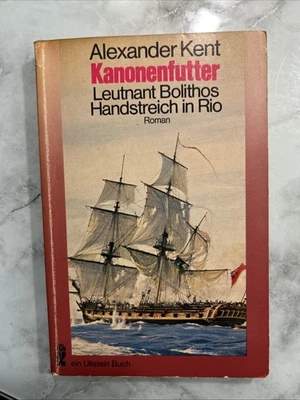 Alexander Kent
Kanonenfutter
Leutnant Bolithos
Handstreich in Rio
Roman
ein Ullstein Buch